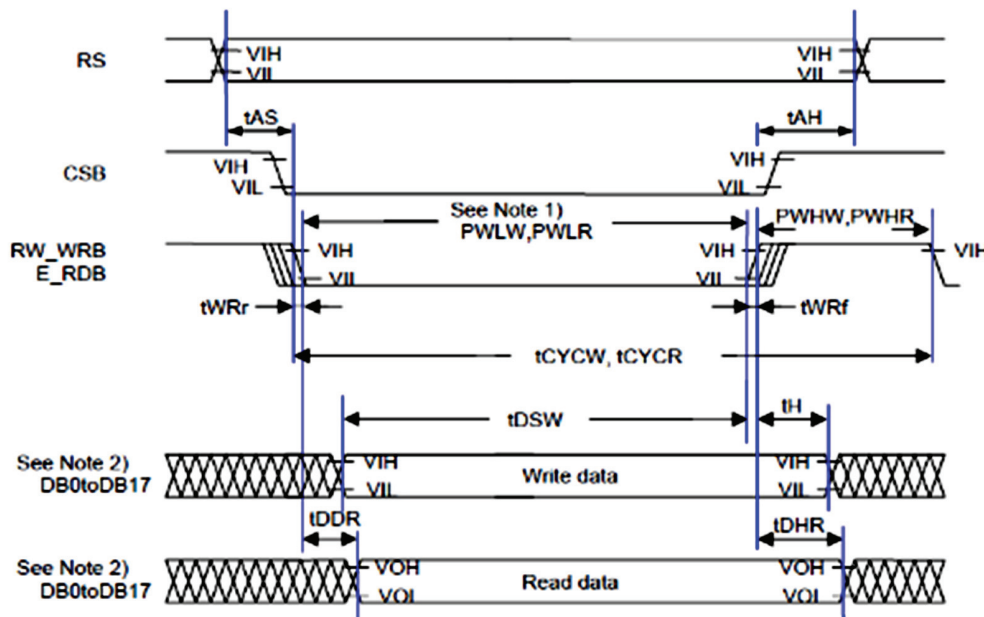 RS
VIH
VIL
VIH
VIL
tAS
tAH
CSB
VIH
VIL
VIH
VIL
See Note 1)
PWLW,PWLR
PWHW,PWHR
RW_WRB
E_RDB
VIH
VIL
VIH
VIL
VIH
tWRr
tWRf
tCYCW, tCYCR
tDSW
tH
See Note 2)
DB0toDB17
VIH
VIL
Write data
VIH
VIL
tDDR
tDHR
See Note 2)
DB0toDB17
VOH
VOL
Read data
VOH
VOL